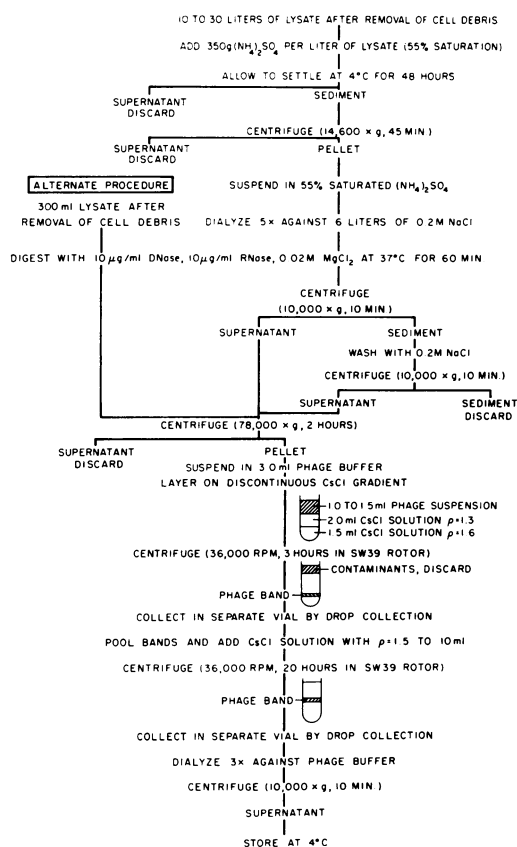 10 TO 30 LITERS OF LYSATE AFTER REMOVAL OF CELL DEBRIS
ADD 350g(NH4)2SO4 PER LITER OF LYSATE (55% SATURATION)
ALLOW TO SETTLE AT 4°C FOR 48 HOURS
SUPERNATANT DISCARD
SEDIMENT
CENTRIFUGE (14,600 x g, 45 MIN.)
SUPERNATANT DISCARD
PELLET
ALTERNATE PROCEDURE
SUSPEND IN 55% SATURATED (NH4)2SO4
300 ml LYSATE AFTER
REMOVAL OF CELL DEBRIS
DIALYZE 5x AGAINST 6 LITERS OF 0.2M NaCl
DIGEST WITH 10μg/ml DNase, 10μg/ml RNase, 0.02M MgCl2 AT 37°C FOR 60 MIN
CENTRIFUGE
(10,000 x g, 10 MIN.)
SUPERNATANT
SEDIMENT
WASH WITH 0.2M NaCl
CENTRIFUGE (10,000 x g, 10 MIN.)
SUPERNATANT
SEDIMENT
DISCARD
CENTRIFUGE (78,000 x g, 2 HOURS)
SUPERNATANT
DISCARD
PELLET
SUSPEND IN 3.0 ml PHAGE BUFFER
LAYER ON DISCONTINUOUS CsCl GRADIENT
1.0 TO 1.5 ml PHAGE SUSPENSION
2.0 ml CsCl SOLUTION ρ=1.3
1.5 ml CsCl SOLUTION ρ=1.6
CENTRIFUGE (36,000 RPM, 3 HOURS IN SW39 ROTOR)
CONTAMINANTS, DISCARD
PHAGE BAND
COLLECT IN SEPARATE VIAL BY DROP COLLECTION
POOL BANDS AND ADD CsCl SOLUTION WITH ρ=1.5 TO 10 ml
CENTRIFUGE (36,000 RPM, 20 HOURS IN SW39 ROTOR)
PHAGE BAND
COLLECT IN SEPARATE VIAL BY DROP COLLECTION
DIALYZE 3x AGAINST PHAGE BUFFER
CENTRIFUGE (10,000 x g, 10 MIN.)
SUPERNATANT
STORE AT 4°C